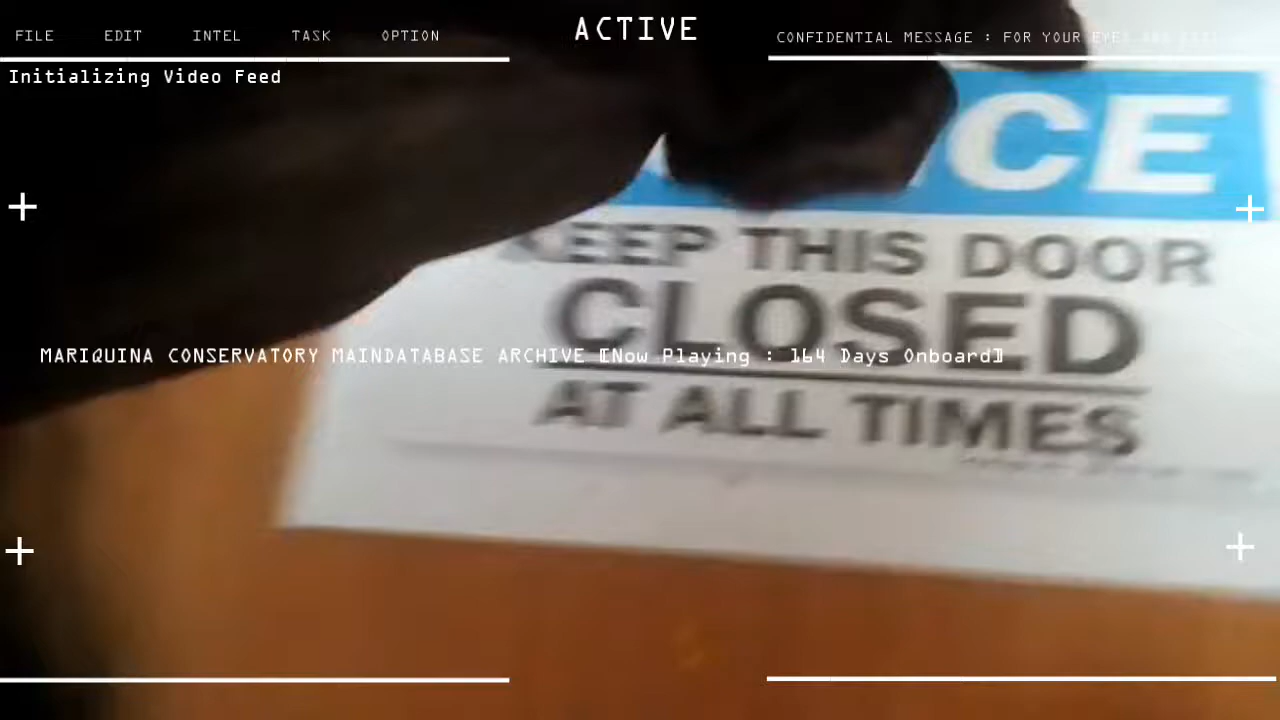 FILE EDIT INTEL TASK OPTION
ACTIVE
CONFIDENTIAL MESSAGE : FOR YOUR EYES
Initializing Video Feed
CE
KEEP THIS DOOR
CLOSED
AT ALL TIMES
MARIQUINA CONSERVATORY MAINDATABASE ARCHIVE [Now Playing : 164 Days Onboard]